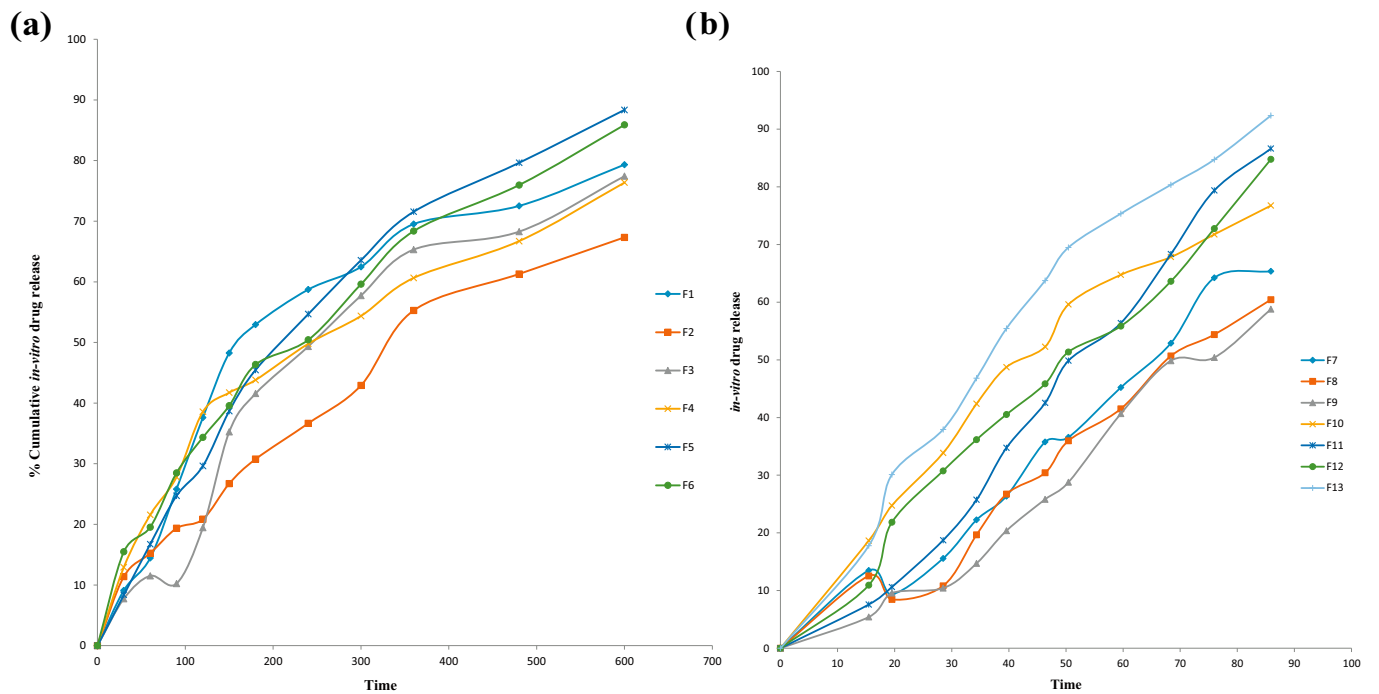 (a)
% Cumulative in-vitro drug release
100
90
80
70
60
50
40
30
20
10
0
0 100 200 300 400 500 600 700
Time
F1
F2
F3
F4
F5
F6
(b)
in-vitro drug release
100
90
80
70
60
50
40
30
20
10
0
0 10 20 30 40 50 60 70 80 90 100
Time
F7
F8
F9
F10
F11
F12
F13